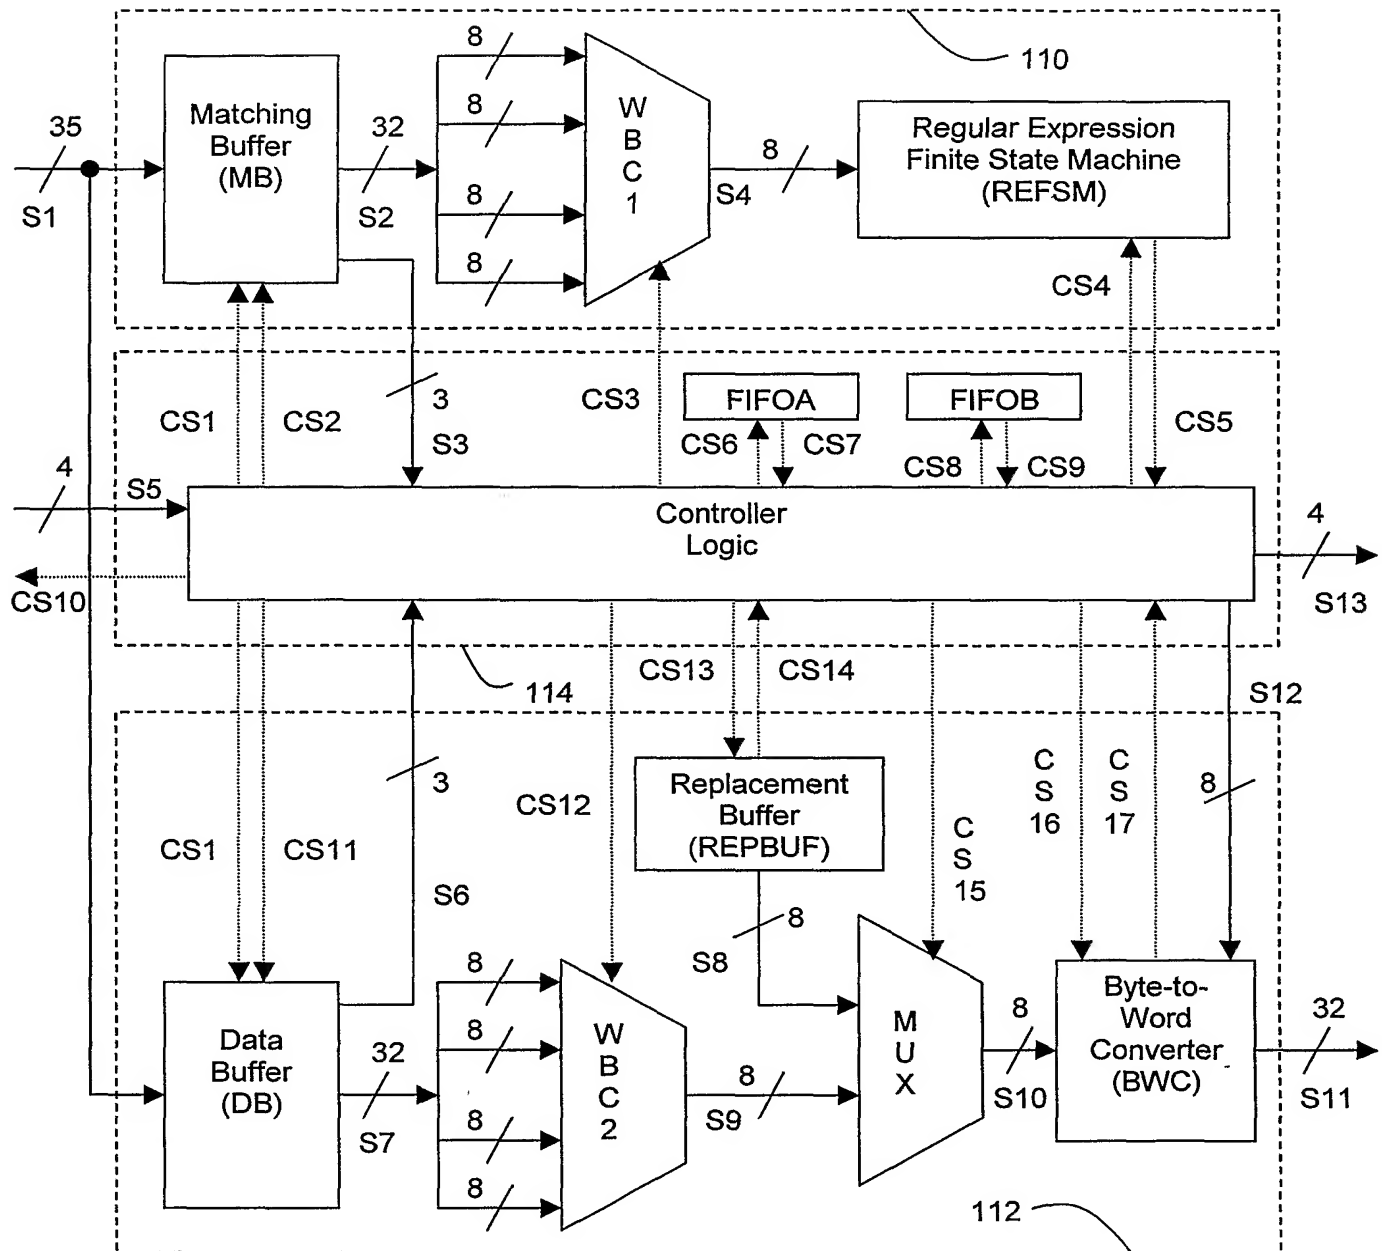 110
35
S1
Matching
Buffer
(MB)
32
S2
8
8
8
8
W
B
C
1
S4
8
Regular Expression
Finite State Machine
(REFSM)
CS4
CS1
CS2
3
S3
CS3
FIFOA
CS6
CS7
FIFOB
CS8
CS9
CS5
4
S5
Controller
Logic
4
S13
CS10
114
CS13
CS14
S12
3
CS12
Replacement
Buffer
(REPBUF)
C
S
15
C
S
16
C
S
17
8
CS1
CS11
S6
8
S8
Data
Buffer
(DB)
32
S7
8
8
8
8
W
B
C
2
8
S9
M
U
X
8
S10
Byte-to-
Word
Converter
(BWC)
32
S11
112